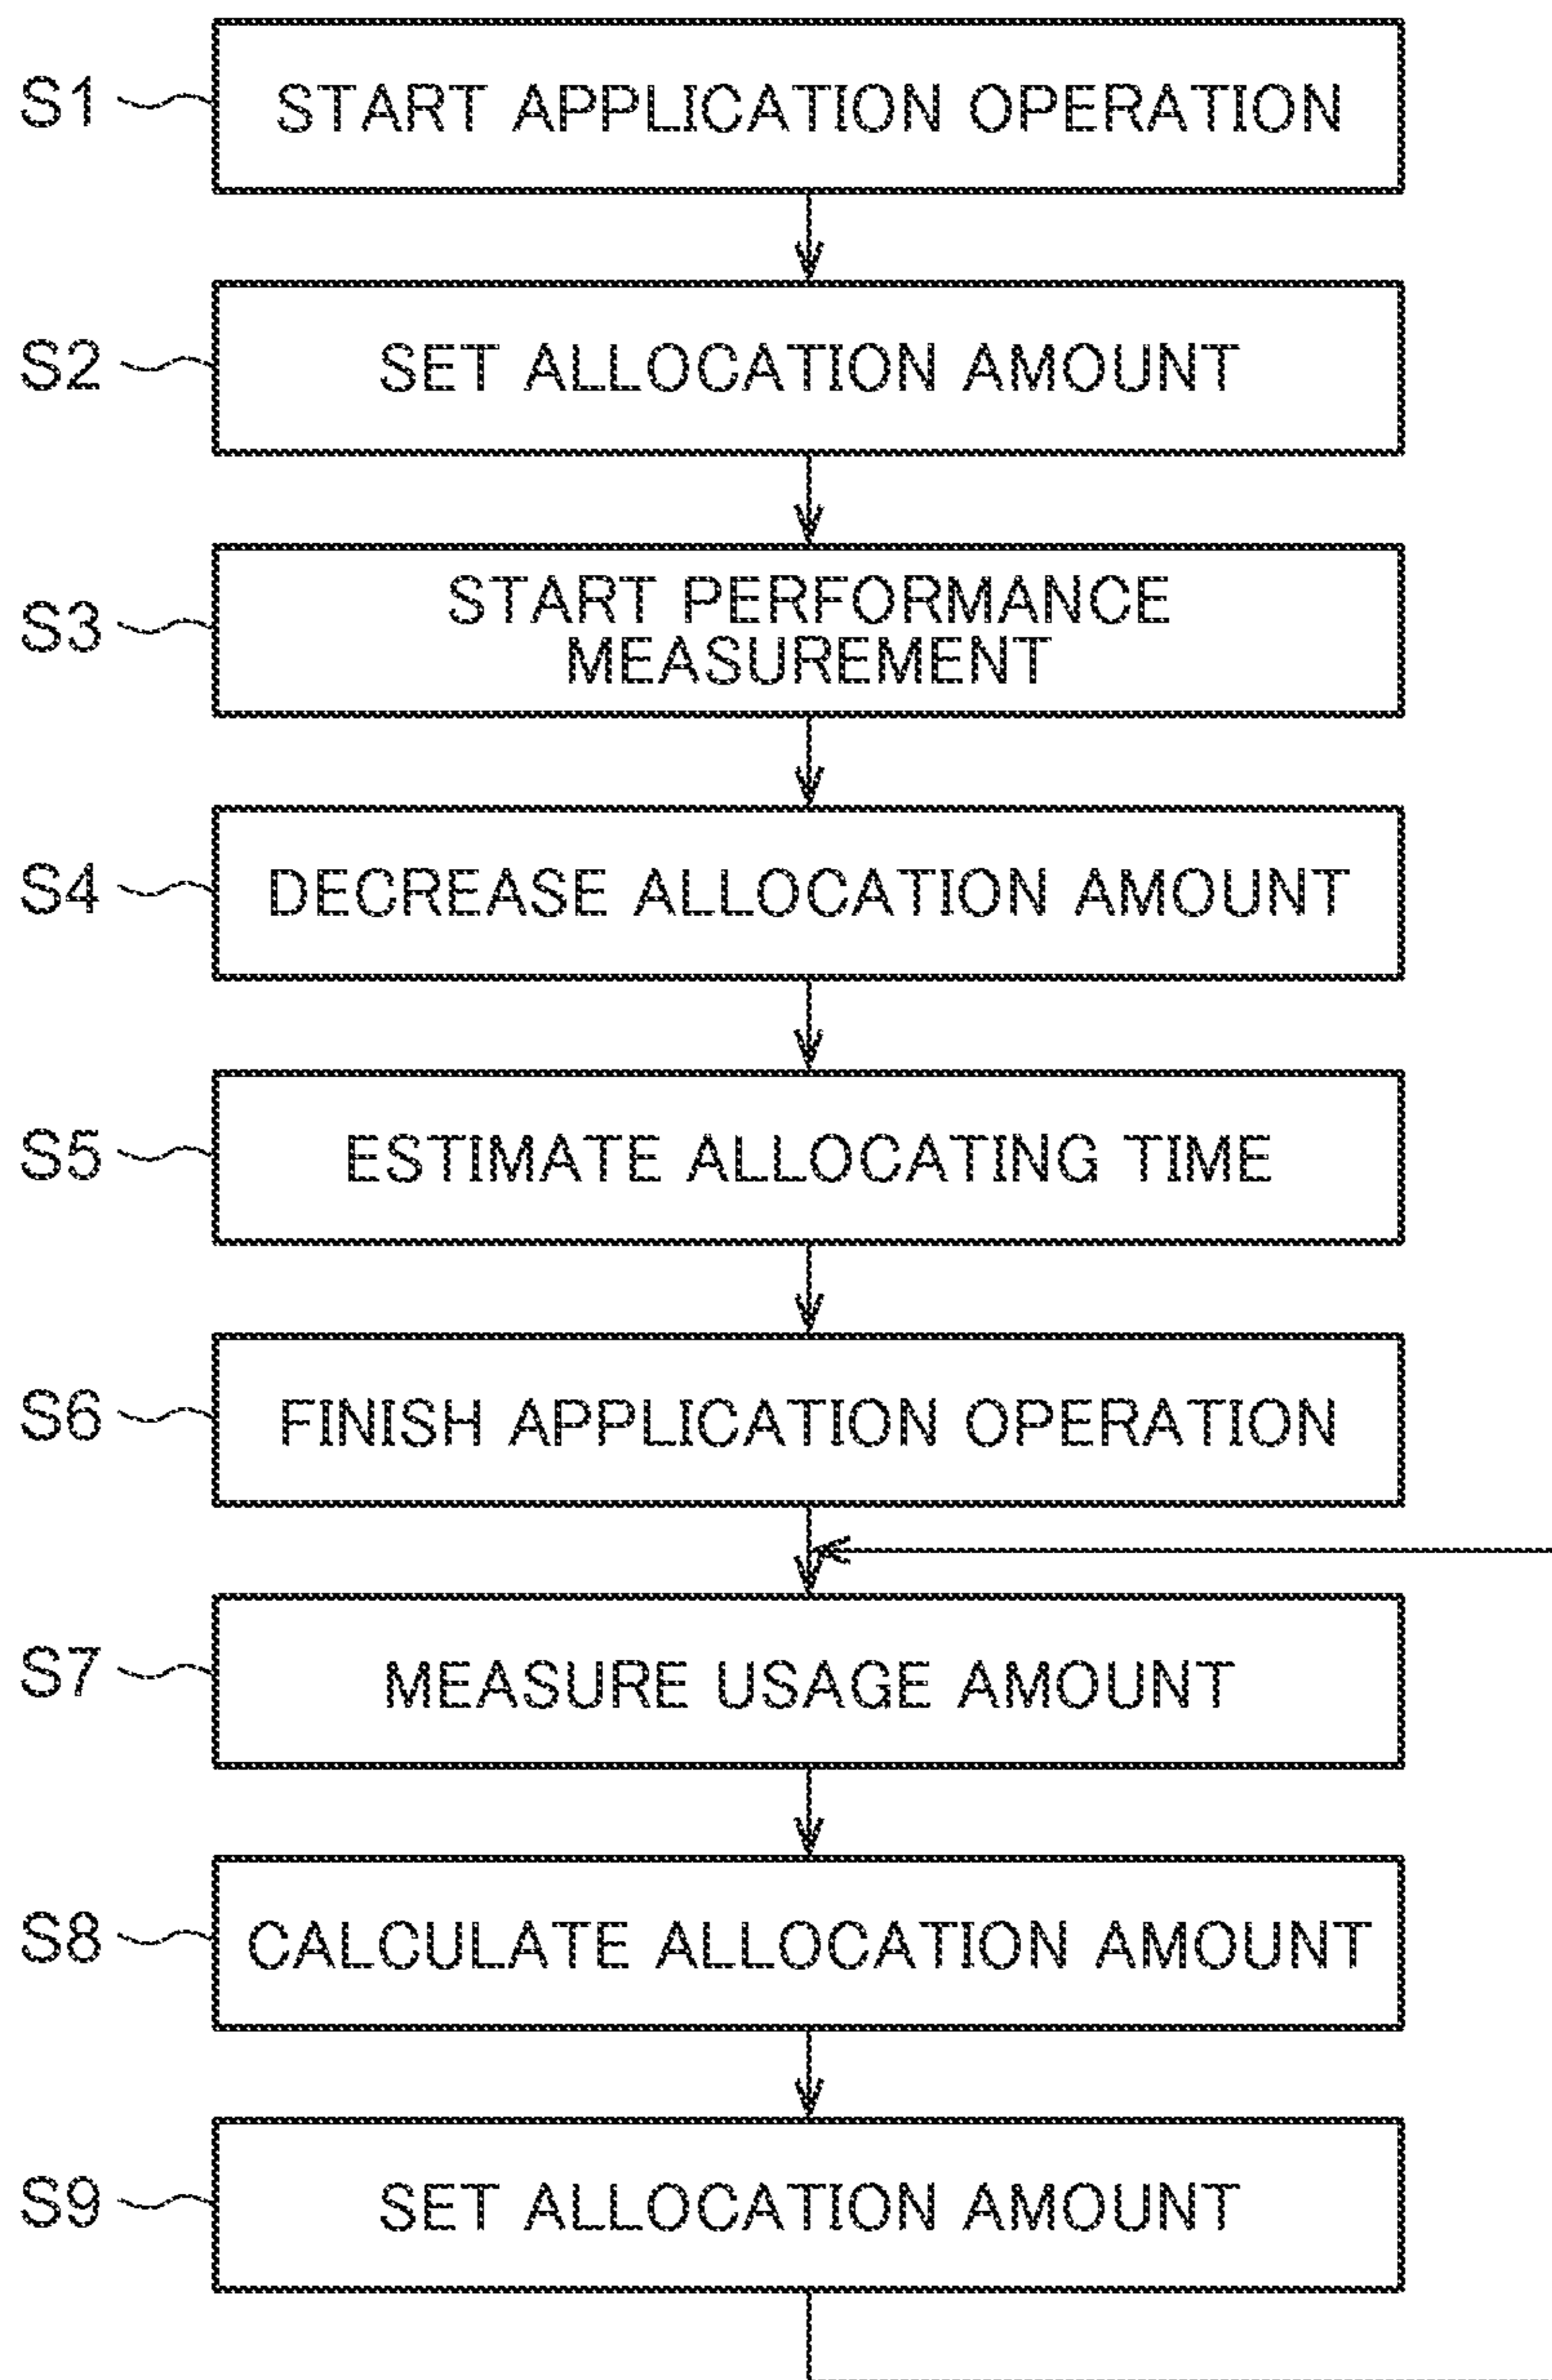 S1 START APPLICATION OPERATION
S2 SET ALLOCATION AMOUNT
S3 START PERFORMANCE
MEASUREMENT
S4 DECREASE ALLOCATION AMOUNT
S5 ESTIMATE ALLOCATING TIME
S6 FINISH APPLICATION OPERATION
S7 MEASURE USAGE AMOUNT
S8 CALCULATE ALLOCATION AMOUNT
S9 SET ALLOCATION AMOUNT